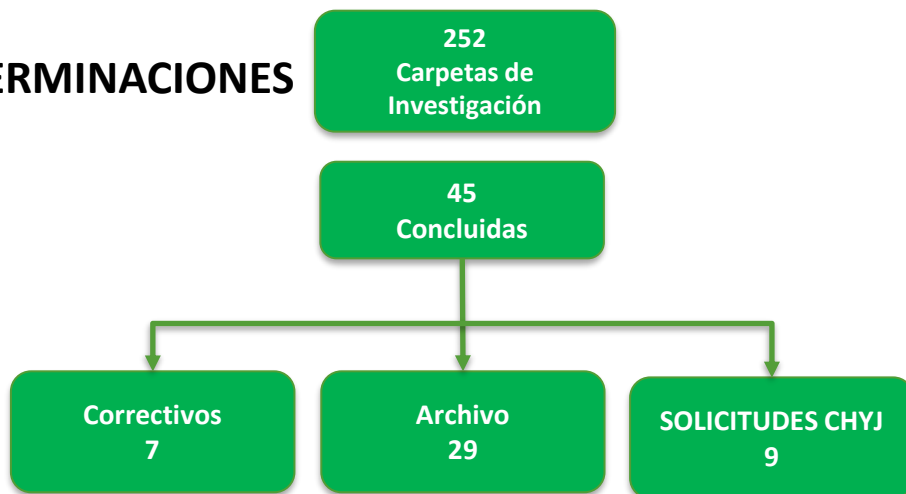 ERMINACIONES
252
Carpetas de
Investigación
45
Concluidas
Correctivos
7
Archivo
29
SOLICITUDES CHYJ
9